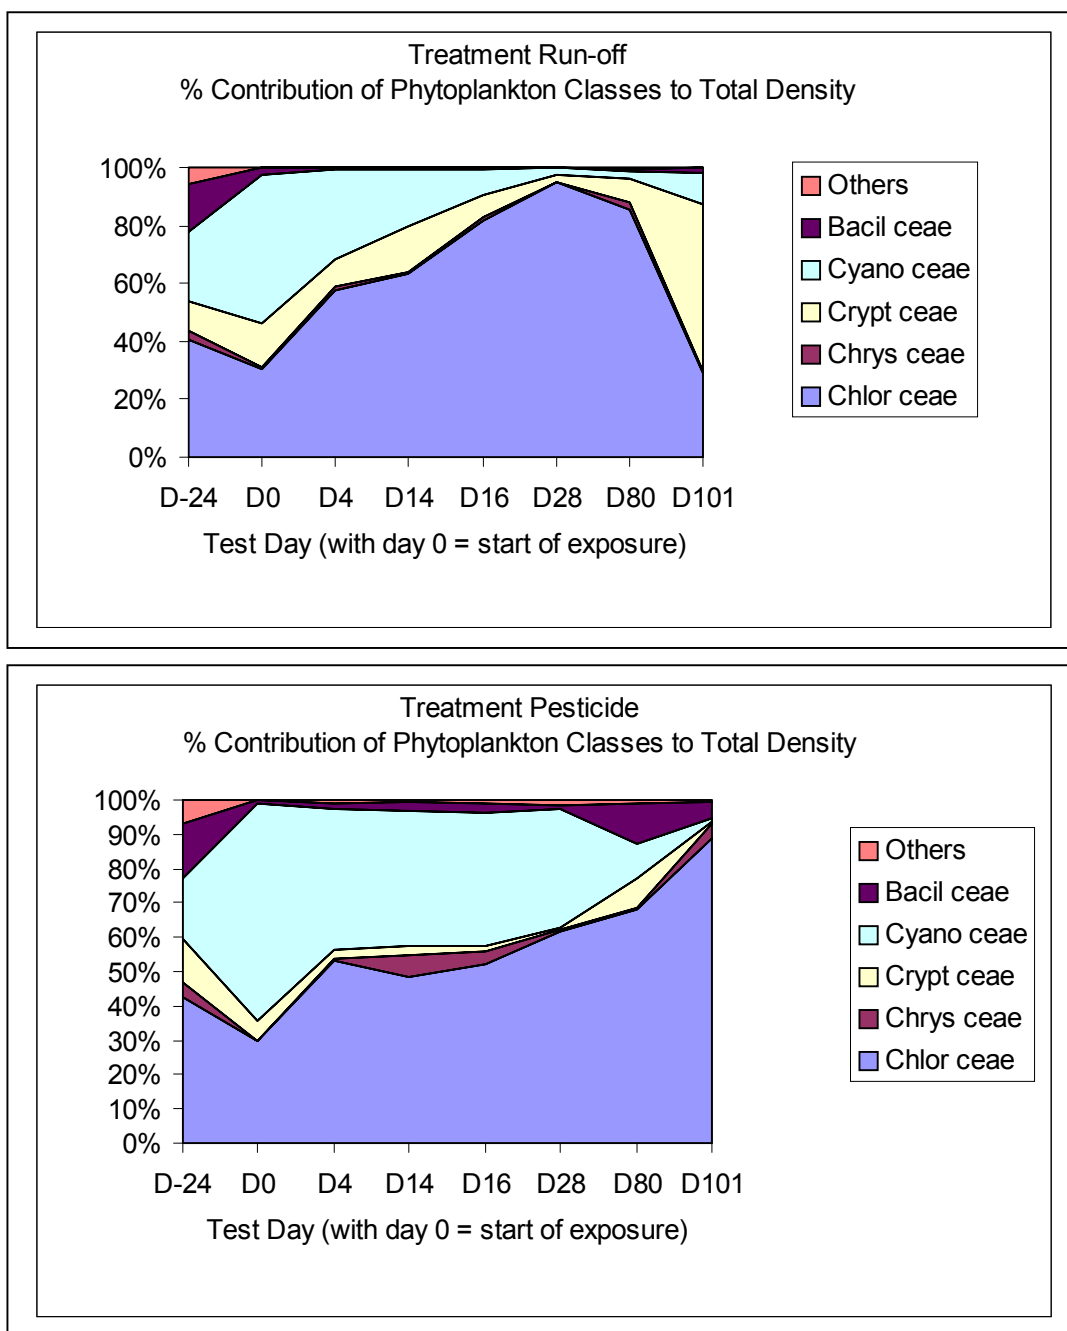 Treatment Run-off
% Contribution of Phytoplankton Classes to Total Density
100%
80%
60%
40%
20%
0%
D-24 D0 D4 D14 D16 D28 D80 D101
Test Day (with day 0 = start of exposure)
Others
Bacil ceae
Cyano ceae
Crypt ceae
Chrys ceae
Chlor ceae
Treatment Pesticide
% Contribution of Phytoplankton Classes to Total Density
100%
90%
80%
70%
60%
50%
40%
30%
20%
10%
0%
D-24 D0 D4 D14 D16 D28 D80 D101
Test Day (with day 0 = start of exposure)
Others
Bacil ceae
Cyano ceae
Crypt ceae
Chrys ceae
Chlor ceae